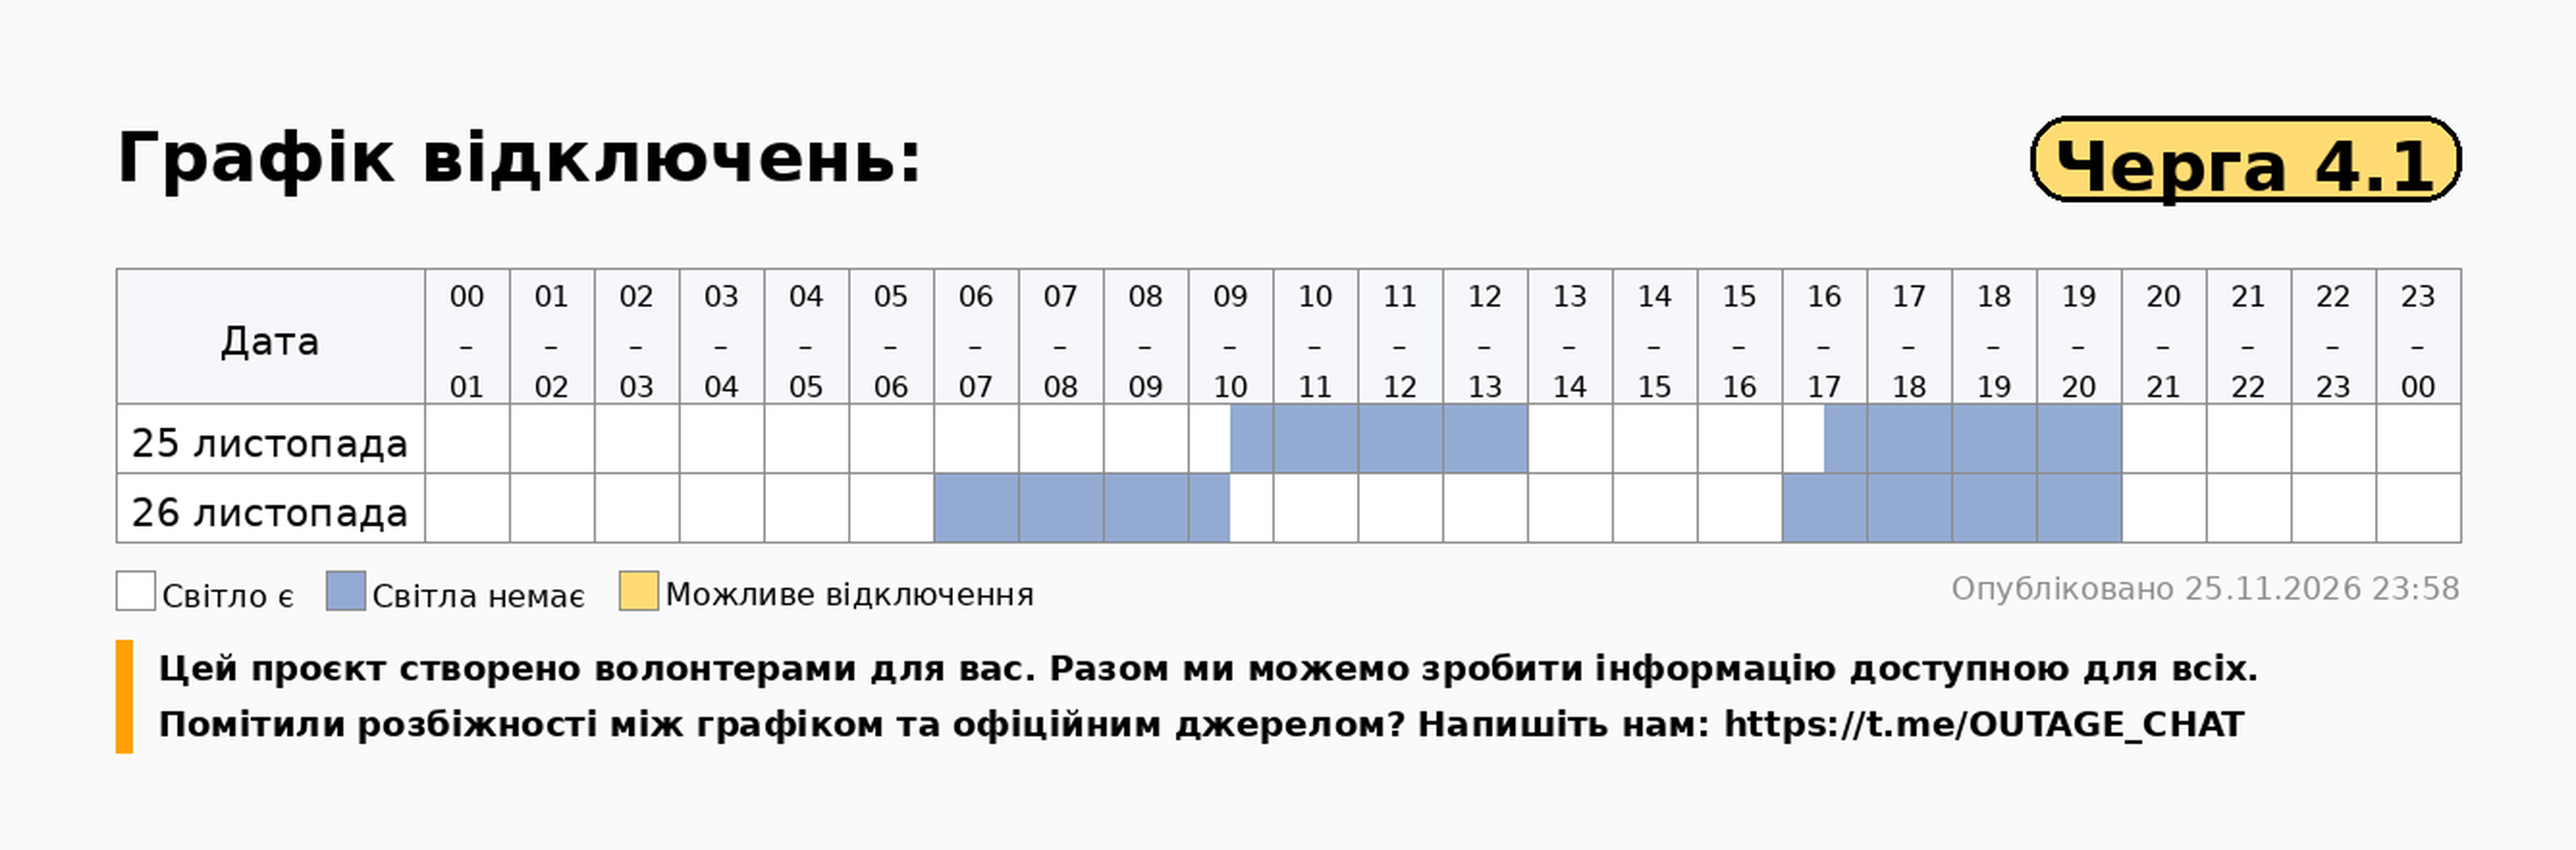 Графік відключень:
Черга 4.1
Дата 00 – 01 01 – 02 02 – 03 03 – 04 04 – 05 05 – 06 06 – 07 07 – 08 08 – 09 09 – 10 10 – 11 11 – 12 12 – 13 13 – 14 14 – 15 15 – 16 16 – 17 17 – 18 18 – 19 19 – 20 20 – 21 21 – 22 22 – 23 23 – 00
25 листопада
26 листопада
Світло є Світла немає Можливе відключення
Опубліковано 25.11.2026 23:58
Цей проєкт створено волонтерами для вас. Разом ми можемо зробити інформацію доступною для всіх.
Помітили розбіжності між графіком та офіційним джерелом? Напишіть нам: https://t.me/OUTAGE_CHAT